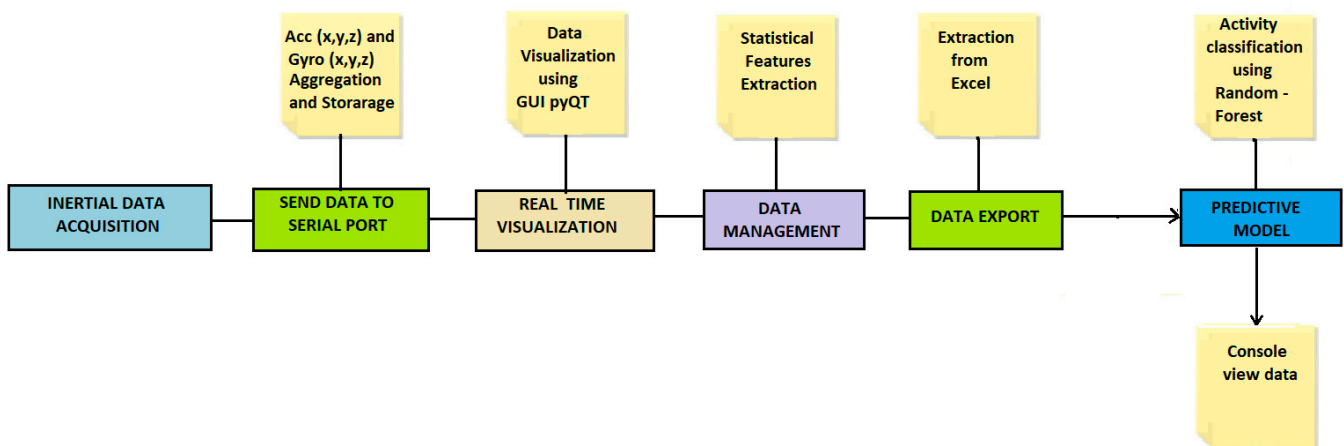 Acc (x,y,z) and
Gyro (x,y,z)
Aggregation
and Storarage
Data
Visualization
using
GUI pyQT
Statistical
Features
Extraction
Extraction
from
Excel
Activity
classification
using
Random -
Forest
INERTIAL DATA
ACQUISITION
SEND DATA TO
SERIAL PORT
REAL TIME
VISUALIZATION
DATA
MANAGEMENT
DATA EXPORT
PREDICTIVE
MODEL
Console
view data